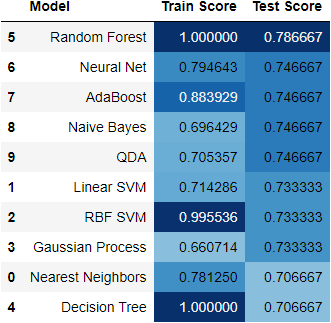 Model Train Score Test Score
5 Random Forest 1.000000 0.786667
6 Neural Net 0.794643 0.746667
7 AdaBoost 0.883929 0.746667
8 Naive Bayes 0.696429 0.746667
9 QDA 0.705357 0.746667
1 Linear SVM 0.714286 0.733333
2 RBF SVM 0.995536 0.733333
3 Gaussian Process 0.660714 0.733333
0 Nearest Neighbors 0.781250 0.706667
4 Decision Tree 1.000000 0.706667